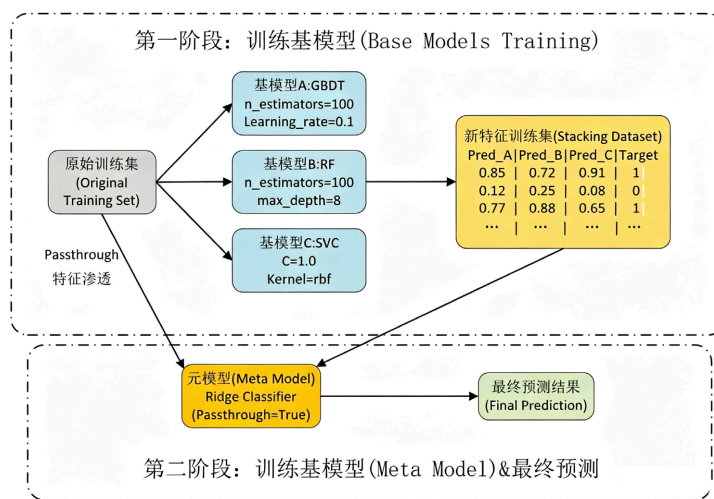 第一阶段：训练基模型(Base Models Training)
基模型A:GBDT
n_estimators=100
Learning_rate=0.1
原始训练集
(Original
Training Set)
基模型B:RF
n_estimators=100
max_depth=8
基模型C:SVC
C=1.0
Kernel=rbf
新特征训练集(Stacking Dataset)
Pred_A|Pred_B|Pred_C|Target
0.85 | 0.72 | 0.91 | 1|
0.12 | 0.25 | 0.08 | 0|
0.77 | 0.88 | 0.65 | 1|
… | … | … | …
Passthrough
特征渗透
元模型(Meta Model)
Ridge Classifier
(Passthrough=True)
最终预测结果
(Final Prediction)
第二阶段：训练基模型(Meta Model)&最终预测